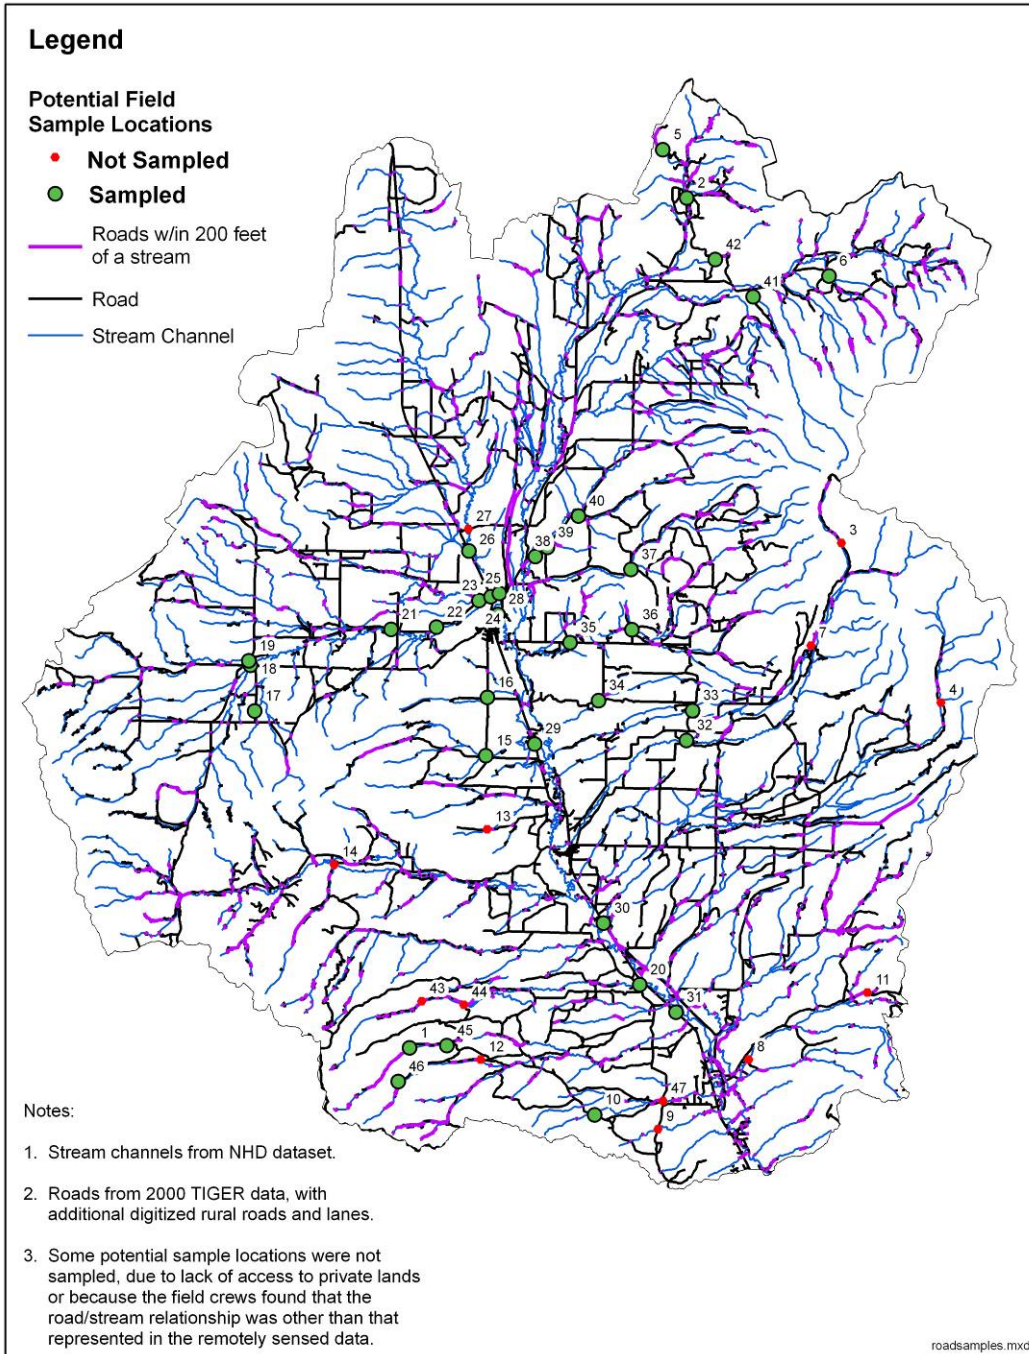 Legend
Potential Field
Sample Locations
Not Sampled
Sampled
Roads w/in 200 feet
of a stream
Road
Stream Channel
5
2
42
6
41
40
27
39
3
26
38
37
25
23
28
22
21
24
36
35
7
19
18
16
4
17
34
33
32
29
15
13
14
30
20
11
43
44
31
1
45
12
8
46
47
10
9
Notes:
1. Stream channels from NHD dataset.
2. Roads from 2000 TIGER data, with
additional digitized rural roads and lanes.
3. Some potential sample locations were not
sampled, due to lack of access to private lands
or because the field crews found that the
road/stream relationship was other than that
represented in the remotely sensed data.
roadsamples.mxd